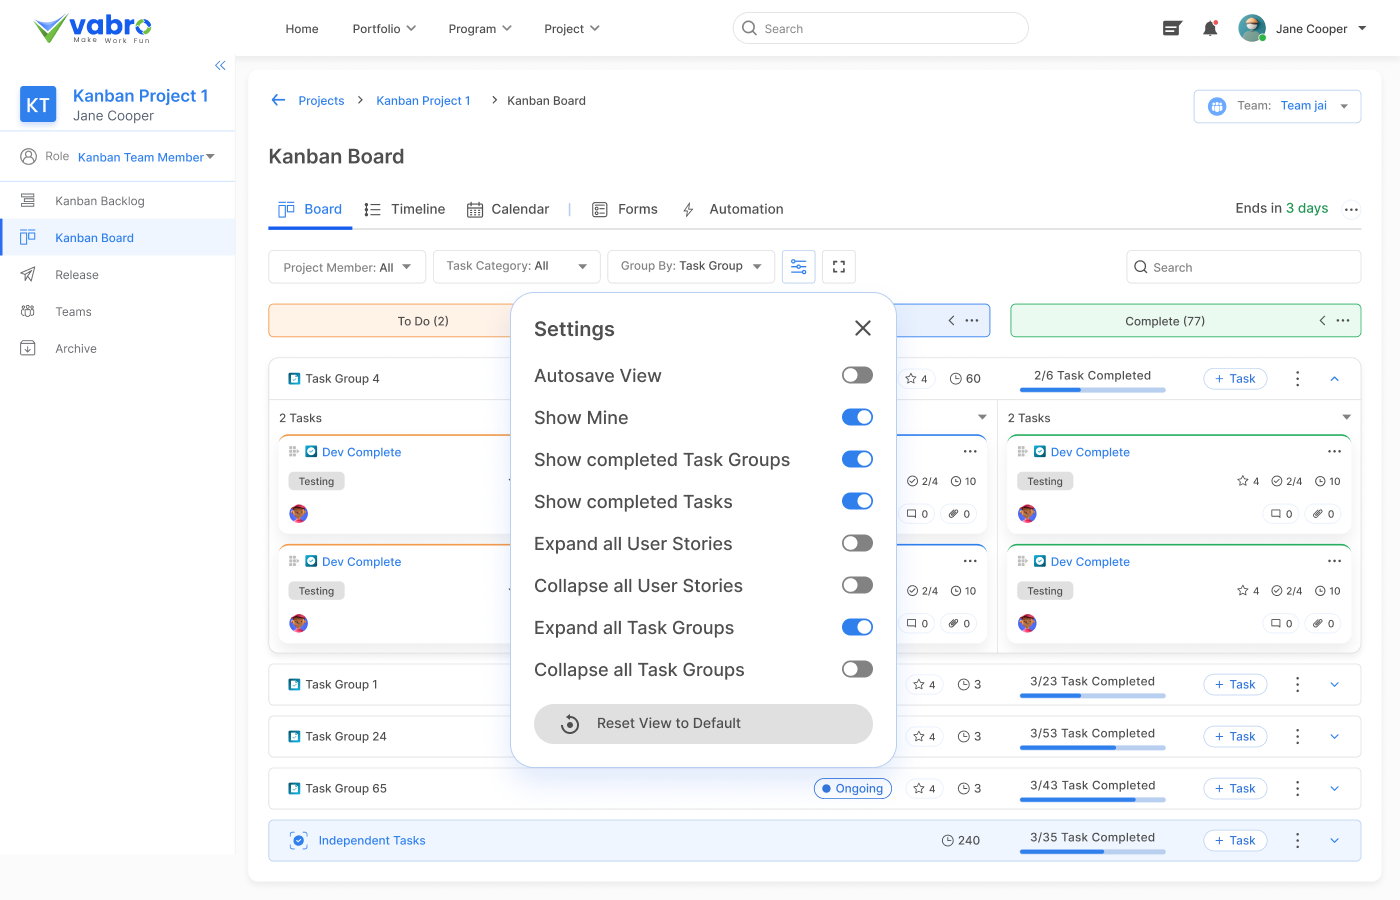 vabro
Make Work Fun
Home
Portfolio
Program
Project
Search
Jane Cooper
KT
Kanban Project 1
Jane Cooper
Role
Kanban Team Member
Kanban Backlog
Kanban Board
Release
Teams
Archive
Projects
Kanban Project 1
Kanban Board
Team: Team jai
Kanban Board
Board
Timeline
Calendar
Forms
Automation
Ends in 3 days
Project Member: All
Task Category: All
Group By: Task Group
Search
To Do (2)
Complete (77)
Task Group 4
4
60
2/6 Task Completed
+ Task
2 Tasks
Dev Complete
Testing
Dev Complete
Testing
2/4
10
0
0
2/4
10
0
0
2 Tasks
Dev Complete
Testing
4
2/4
10
0
0
Dev Complete
Testing
4
2/4
10
0
0
Task Group 1
4
3
3/23 Task Completed
+ Task
Task Group 24
4
3
3/53 Task Completed
+ Task
Task Group 65
Ongoing
4
3
3/43 Task Completed
+ Task
Independent Tasks
240
3/35 Task Completed
+ Task
Settings
Autosave View
Show Mine
Show completed Task Groups
Show completed Tasks
Expand all User Stories
Collapse all User Stories
Expand all Task Groups
Collapse all Task Groups
Reset View to Default